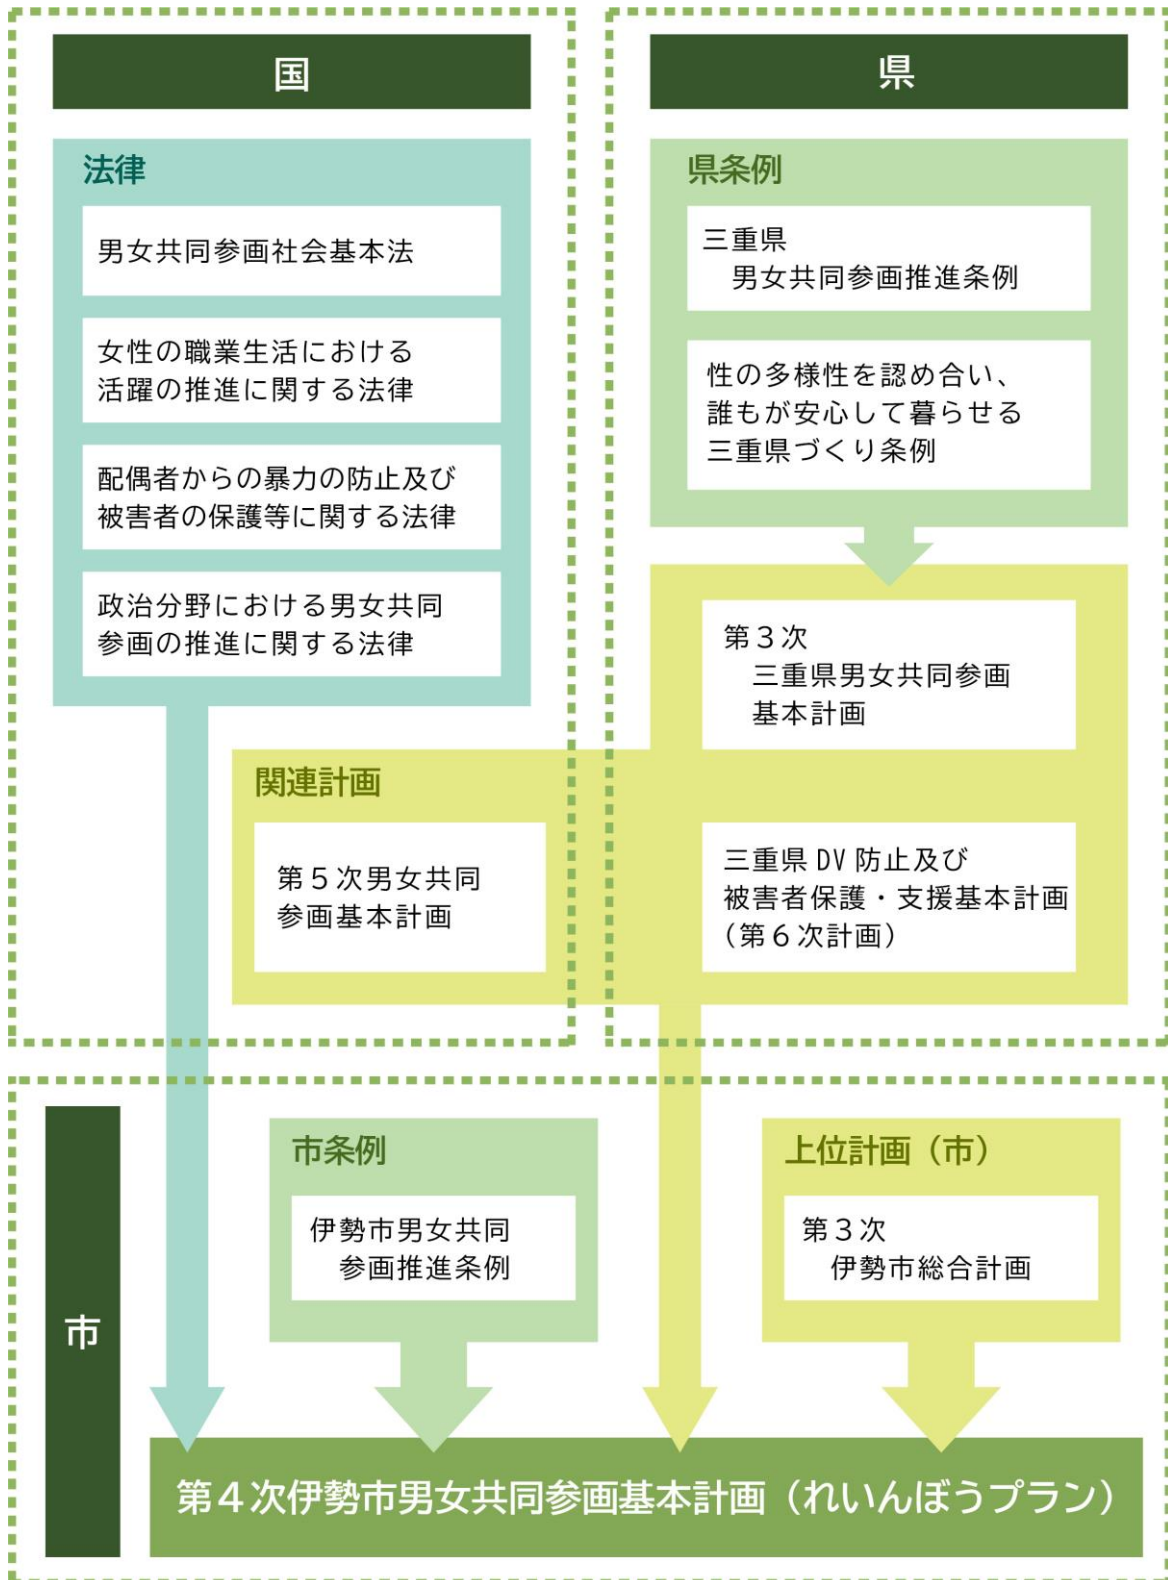 国
法律
男女共同参画社会基本法
女性の職業生活における
活躍の推進に関する法律
配偶者からの暴力の防止及び
被害者の保護等に関する法律
政治分野における男女共同
参画の推進に関する法律
県
県条例
三重県
男女共同参画推進条例
性の多様性を認め合い、
誰もが安心して暮らせる
三重県づくり条例
第３次
三重県男女共同参画
基本計画
関連計画
第５次男女共同
参画基本計画
三重県 DV 防止及び
被害者保護・支援基本計画
（第６次計画）
市
市条例
伊勢市男女共同
参画推進条例
上位計画（市）
第３次
伊勢市総合計画
第４次伊勢市男女共同参画基本計画（れいんぼうプラン）